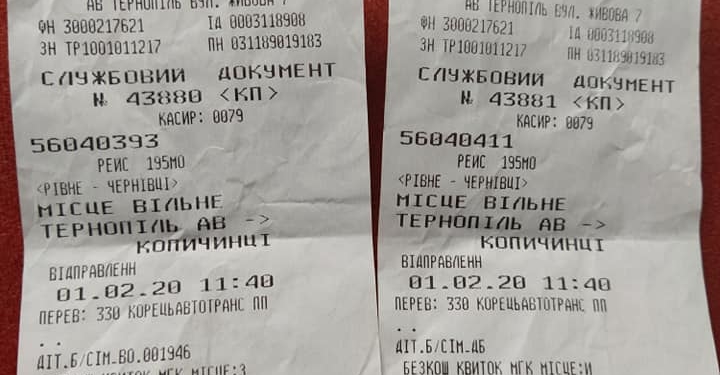 АВ ТЕРНОПІЛЬ ВУЛ. ЖИВОВА 7
ФН 3000217621 ІД 0003118908
ЗН ТР1001011217 ПН 031189019183
СЛУЖБОВИЙ ДОКУМЕНТ
№ 43880 <КП>
КАСИР: 0079
56040393
РЕЙС 195МО
<РІВНЕ - ЧЕРНІВЦІ>
МІСЦЕ ВІЛЬНЕ
ТЕРНОПІЛЬ АВ ->
КОПИЧИНЦІ
ВІДПРАВЛЕНН
01.02.20 11:40
ПЕРЕВ: 330 КОРЕЦЬАВТОТРАНС ПП
. .
ДІТ.Б/СІМ.ВО.001946
КВИТОК МГК МІСЦЕ:З
АВ ТЕРНОПІЛЬ ВУЛ. ЖИВОВА 7
ФН 3000217621 ІД 0003118908
ЗН ТР1001011217 ПН 031189019183
СЛУЖБОВИЙ ДОКУМЕНТ
№ 43881 <КП>
КАСИР: 0079
56040411
РЕЙС 195МО
<РІВНЕ - ЧЕРНІВЦІ>
МІСЦЕ ВІЛЬНЕ
ТЕРНОПІЛЬ АВ ->
КОПИЧИНЦІ
ВІДПРАВЛЕНН
01.02.20 11:40
ПЕРЕВ: 330 КОРЕЦЬАВТОТРАНС ПП
. .
ДІТ.Б/СІМ.ДБ
БЕЗКОШ КВИТОК МГК МІСЦЕ:И